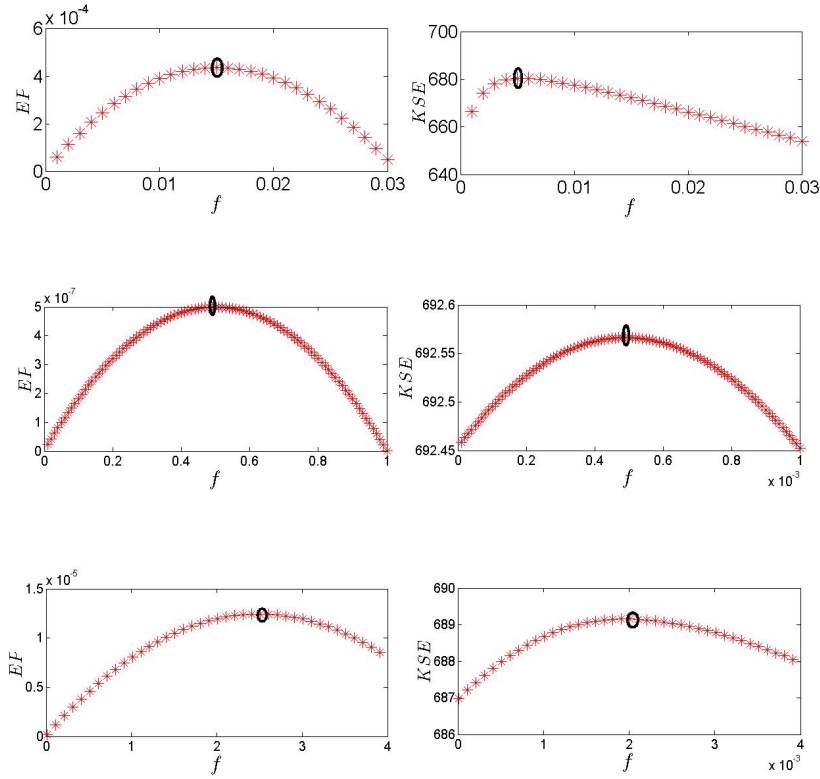 x 10⁻⁴
6
4
2
0
EP
0 0.01 0.02 0.03
f
700
680
660
640
KSE
0 0.01 0.02 0.03
f
x 10⁻⁷
5
4
3
2
1
0
EP
0 0.2 0.4 0.6 0.8 1
f
692.6
692.55
692.5
692.45
KSE
0 0.2 0.4 0.6 0.8 1
x 10⁻³
f
x 10⁻⁵
1.5
1
0.5
0
EP
0 1 2 3 4
f
690
689
688
687
686
KSE
0 1 2 3 4
x 10⁻³
f